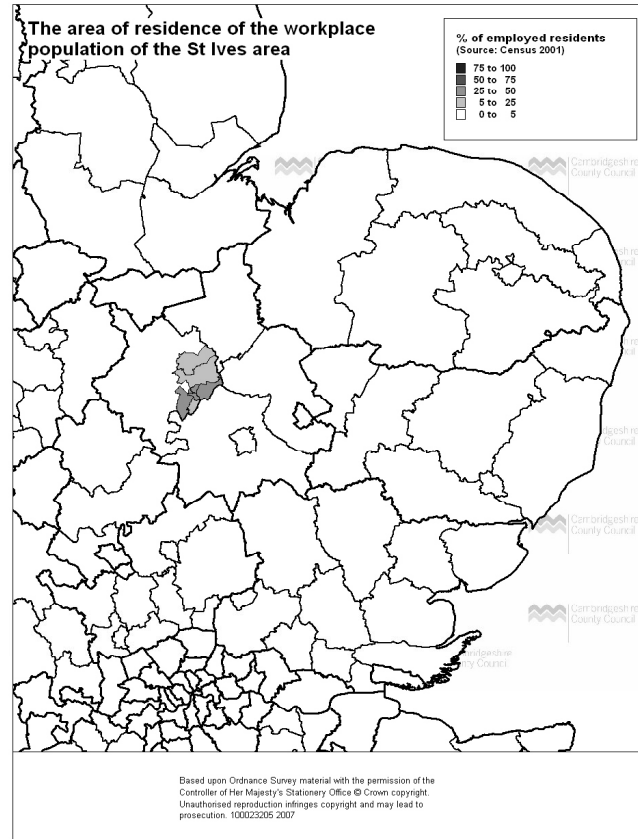 The area of residence of the workplace
population of the St Ives area
% of employed residents
(Source: Census 2001)
75 to 100
50 to 75
25 to 50
5 to 25
0 to 5
Cambridgeshire
County Council
Cambridgeshire
County Council
Cambridgeshire
County Council
Based upon Ordnance Survey material with the permission of the
Controller of Her Majesty's Stationery Office © Crown copyright.
Unauthorised reproduction infringes copyright and may lead to
prosecution. 100023205 2007